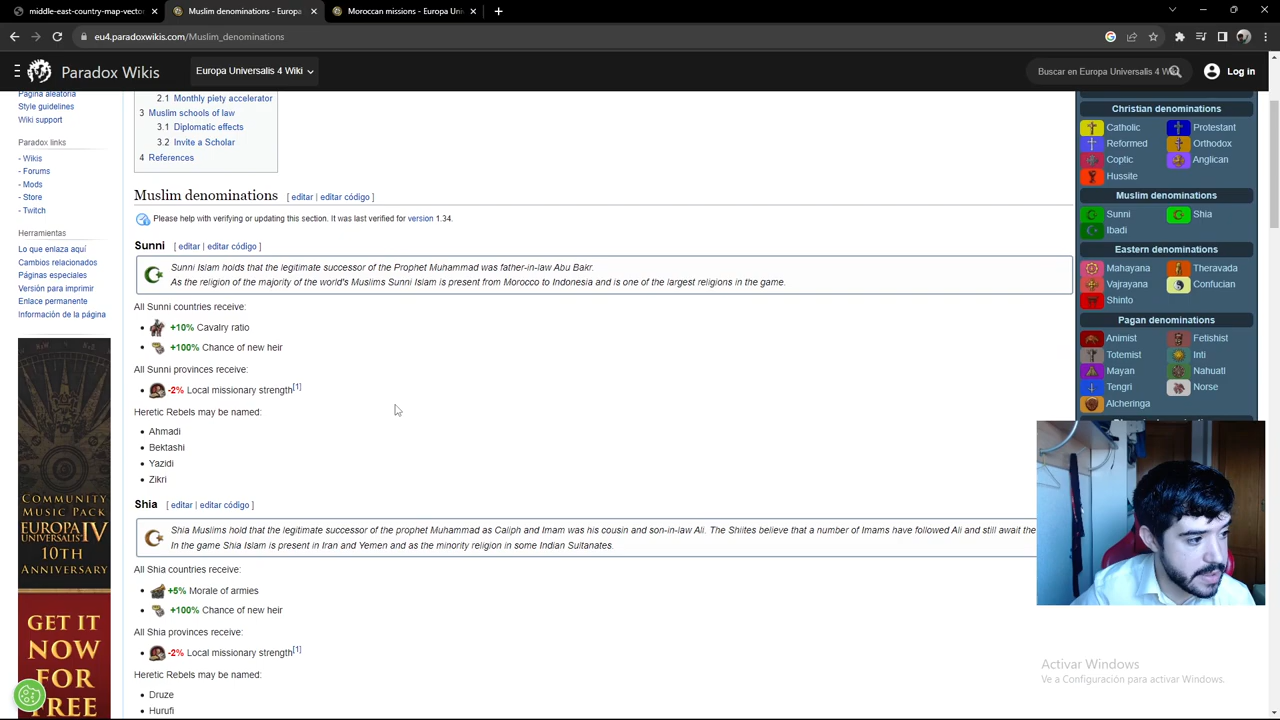 middle-east-country-map-vector
Muslim denominations - Europa
Moroccan missions - Europa Univ
eu4.paradoxwikis.com/Muslim_denominations
Paradox Wikis
Europa Universalis 4 Wiki
Buscar en Europa Universalis 4 W
Log in
Página aleatoria
Style guidelines
Wiki support
Paradox links
- Wikis
- Forums
- Mods
- Store
- Twitch
Herramientas
Lo que enlaza aquí
Cambios relacionados
Páginas especiales
Versión para imprimir
Enlace permanente
Información de la página
COMMUNITY
MUSIC PACK
EUROPA
UNIVERSALIS IV
10TH
ANNIVERSARY
GET IT
NOW FOR
FREE
2.1 Monthly piety accelerator
3 Muslim schools of law
3.1 Diplomatic effects
3.2 Invite a Scholar
4 References
Muslim denominations [ editar | editar código ]
Please help with verifying or updating this section. It was last verified for version 1.34.
Sunni [ editar | editar código ]
Sunni Islam holds that the legitimate successor of the Prophet Muhammad was father-in-law Abu Bakr.
As the religion of the majority of the world's Muslims Sunni Islam is present from Morocco to Indonesia and is one of the largest religions in the game.
All Sunni countries receive:
+10% Cavalry ratio
+100% Chance of new heir
All Sunni provinces receive:
-2% Local missionary strength[1]
Heretic Rebels may be named:
Ahmadi
Bektashi
Yazidi
Zikri
Shia [ editar | editar código ]
Shia Muslims hold that the legitimate successor of the prophet Muhammad as Caliph and Imam was his cousin and son-in-law Ali. The Shiites believe that a number of Imams have followed Ali and still await the
In the game Shia Islam is present in Iran and Yemen and as the minority religion in some Indian Sultanates.
All Shia countries receive:
+5% Morale of armies
+100% Chance of new heir
All Shia provinces receive:
-2% Local missionary strength[1]
Heretic Rebels may be named:
Druze
Hurufi
Christian denominations
Catholic Protestant
Reformed Orthodox
Coptic Anglican
Hussite
Muslim denominations
Sunni Shia
Ibadi
Eastern denominations
Mahayana Theravada
Vajrayana Confucian
Shinto
Pagan denominations
Animist Fetishist
Totemist Inti
Mayan Nahuatl
Tengri Norse
Alcheringa
Activar Windows
Ve a Configuración para activar Windows.